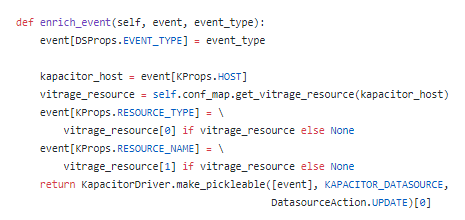 def enrich_event(self, event, event_type):
    event[DSProps.EVENT_TYPE] = event_type

    kapacitor_host = event[KProps.HOST]
    vitrage_resource = self.conf_map.get_vitrage_resource(kapacitor_host)
    event[KProps.RESOURCE_TYPE] = \
        vitrage_resource[0] if vitrage_resource else None
    event[KProps.RESOURCE_NAME] = \
        vitrage_resource[1] if vitrage_resource else None
    return KapacitorDriver.make_pickleable([event], KAPACITOR_DATASOURCE,
                                           DatasourceAction.UPDATE)[0]